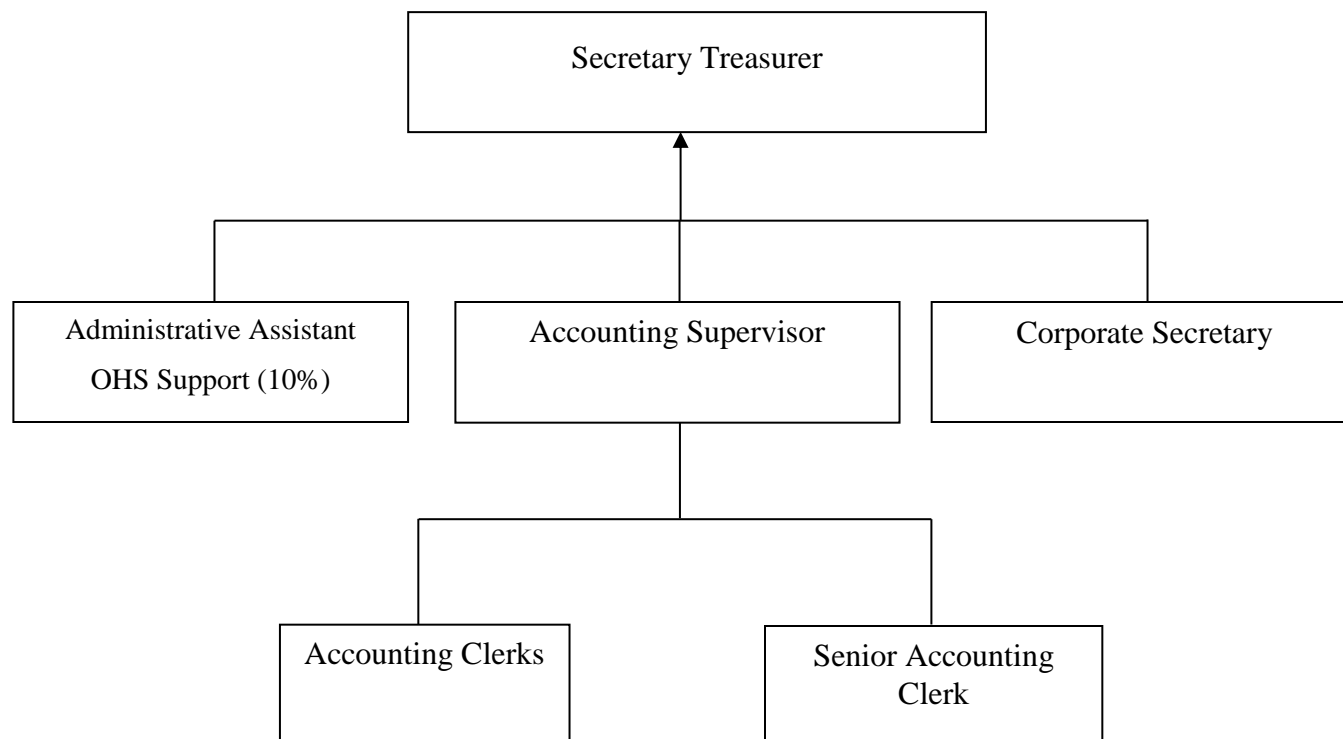 Secretary Treasurer
Administrative Assistant
OHS Support (10%)
Accounting Supervisor
Corporate Secretary
Accounting Clerks
Senior Accounting
Clerk